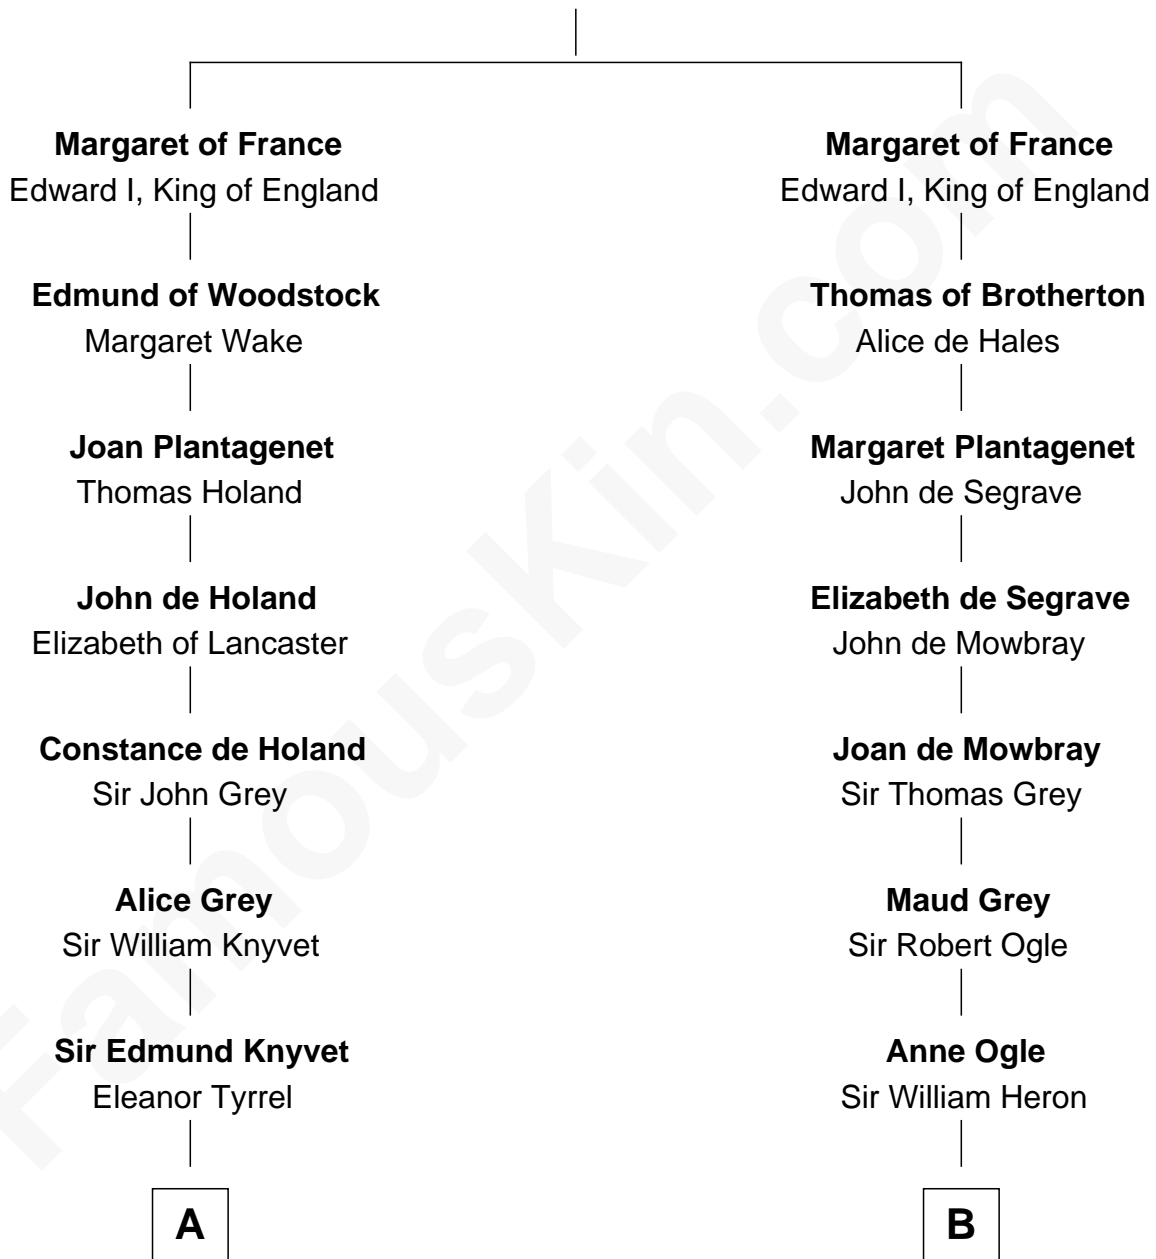 Margaret of France
Edward I, King of England
Edmund of Woodstock
Margaret Wake
Joan Plantagenet
Thomas Holand
John de Holand
Elizabeth of Lancaster
Constance de Holand
Sir John Grey
Alice Grey
Sir William Knyvet
Sir Edmund Knyvet
Eleanor Tyrrel
A
Margaret of France
Edward I, King of England
Thomas of Brotherton
Alice de Hales
Margaret Plantagenet
John de Segrave
Elizabeth de Segrave
John de Mowbray
Joan de Mowbray
Sir Thomas Grey
Maud Grey
Sir Robert Ogle
Anne Ogle
Sir William Heron
B
FamousKin.com